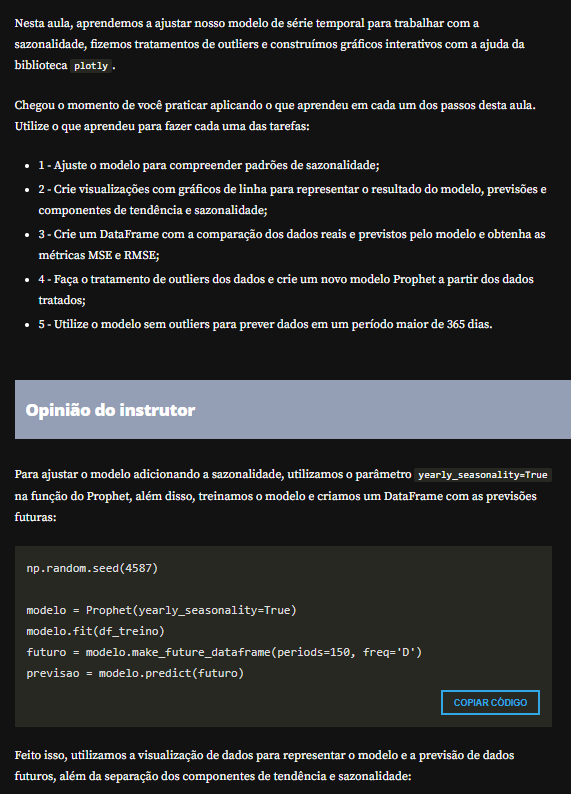 Nesta aula, aprendemos a ajustar nosso modelo de série temporal para trabalhar com a
sazonalidade, fizemos tratamentos de outliers e construímos gráficos interativos com a ajuda da
biblioteca plotly.
Chegou o momento de você praticar aplicando o que aprendeu em cada um dos passos desta aula.
Utilize o que aprendeu para fazer cada uma das tarefas:
• 1 - Ajuste o modelo para compreender padrões de sazonalidade;
• 2 - Crie visualizações com gráficos de linha para representar o resultado do modelo, previsões e
componentes de tendência e sazonalidade;
• 3 - Crie um DataFrame com a comparação dos dados reais e previstos pelo modelo e obtenha as
métricas MSE e RMSE;
• 4 - Faça o tratamento de outliers dos dados e crie um novo modelo Prophet a partir dos dados
tratados;
• 5 - Utilize o modelo sem outliers para prever dados em um período maior de 365 dias.
Opinião do instrutor
Para ajustar o modelo adicionando a sazonalidade, utilizamos o parâmetro yearly_seasonality=True
na função do Prophet, além disso, treinamos o modelo e criamos um DataFrame com as previsões
futuras:
np.random.seed(4587)
modelo = Prophet(yearly_seasonality=True)
modelo.fit(df_treino)
futuro = modelo.make_future_dataframe(periods=150, freq='D')
previsao = modelo.predict(futuro)
COPIAR CÓDIGO
Feito isso, utilizamos a visualização de dados para representar o modelo e a previsão de dados
futuros, além da separação dos componentes de tendência e sazonalidade: